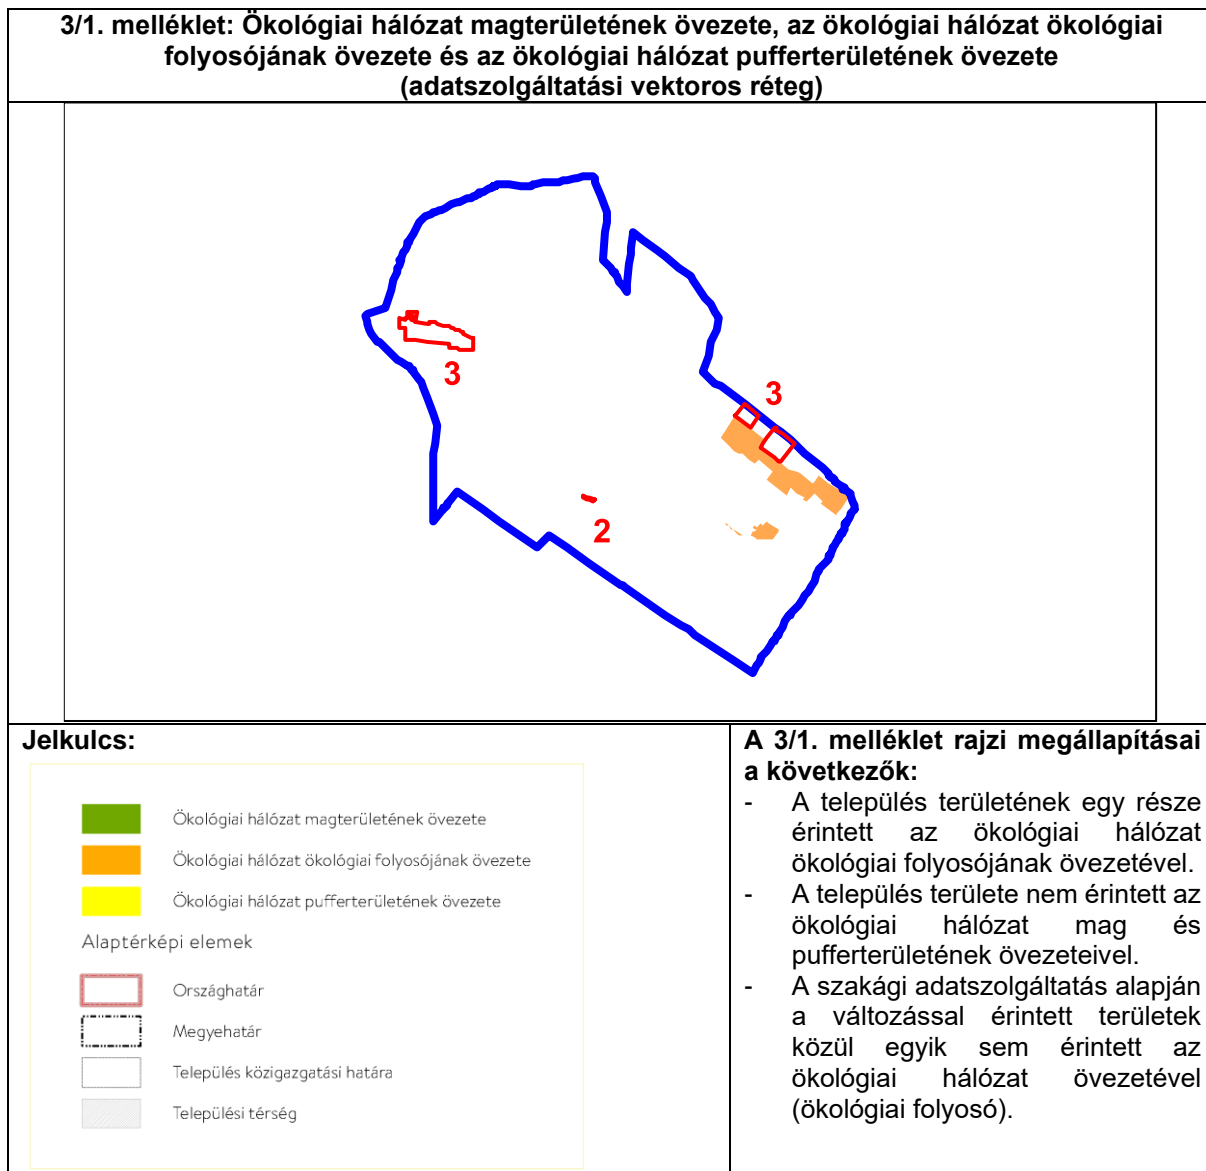 3/1. melléklet: Ökológiai hálózat magterületének övezete, az ökológiai hálózat ökológiai
folyosójának övezete és az ökológiai hálózat pufferterületének övezete
(adatszolgáltatási vektoros réteg)
3
3
2
Jelkulcs:
Ökológiai hálózat magterületének övezete
Ökológiai hálózat ökológiai folyosójának övezete
Ökológiai hálózat pufferterületének övezete
Alaptérképi elemek
Országhatár
Megyehatár
Település közigazgatási határa
Települési térség
A 3/1. melléklet rajzi megállapításai
a következők:
- A település területének egy része
érintett az ökológiai hálózat
ökológiai folyosójának övezetével.
- A település területe nem érintett az
ökológiai hálózat mag és
pufferterületének övezeteivel.
- A szakági adatszolgáltatás alapján
a változással érintett területek
közül egyik sem érintett az
ökológiai hálózat övezetével
(ökológiai folyosó).